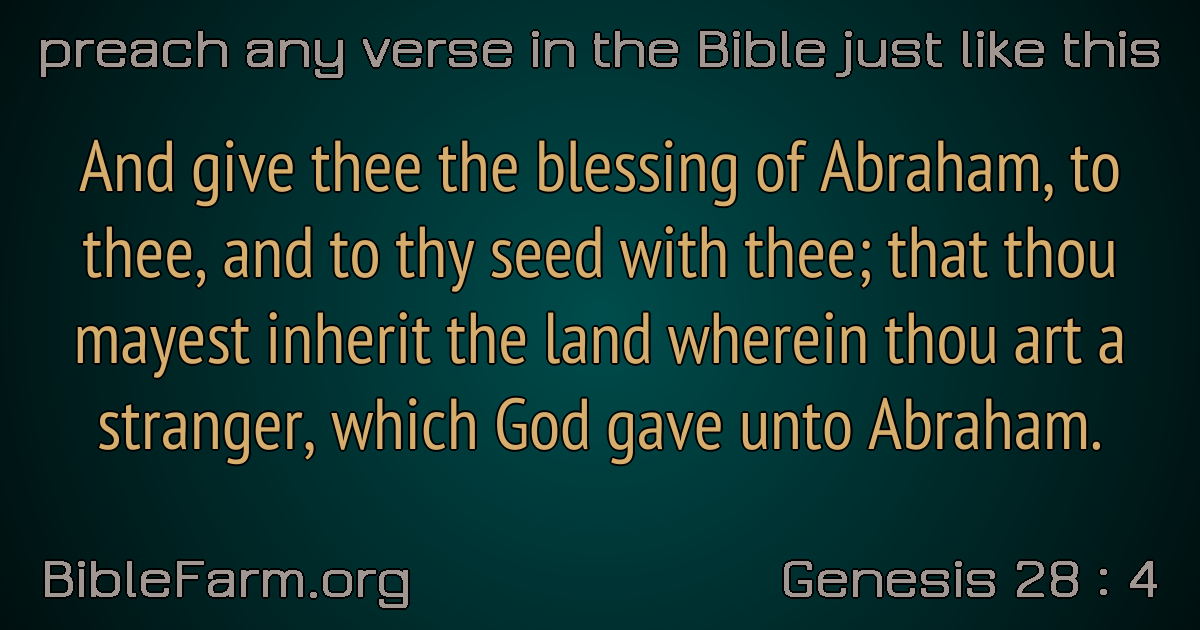 preach any verse in the Bible just like this
And give thee the blessing of Abraham, to
thee, and to thy seed with thee; that thou
mayest inherit the land wherein thou art a
stranger, which God gave unto Abraham.
BibleFarm.org
Genesis 28 : 4